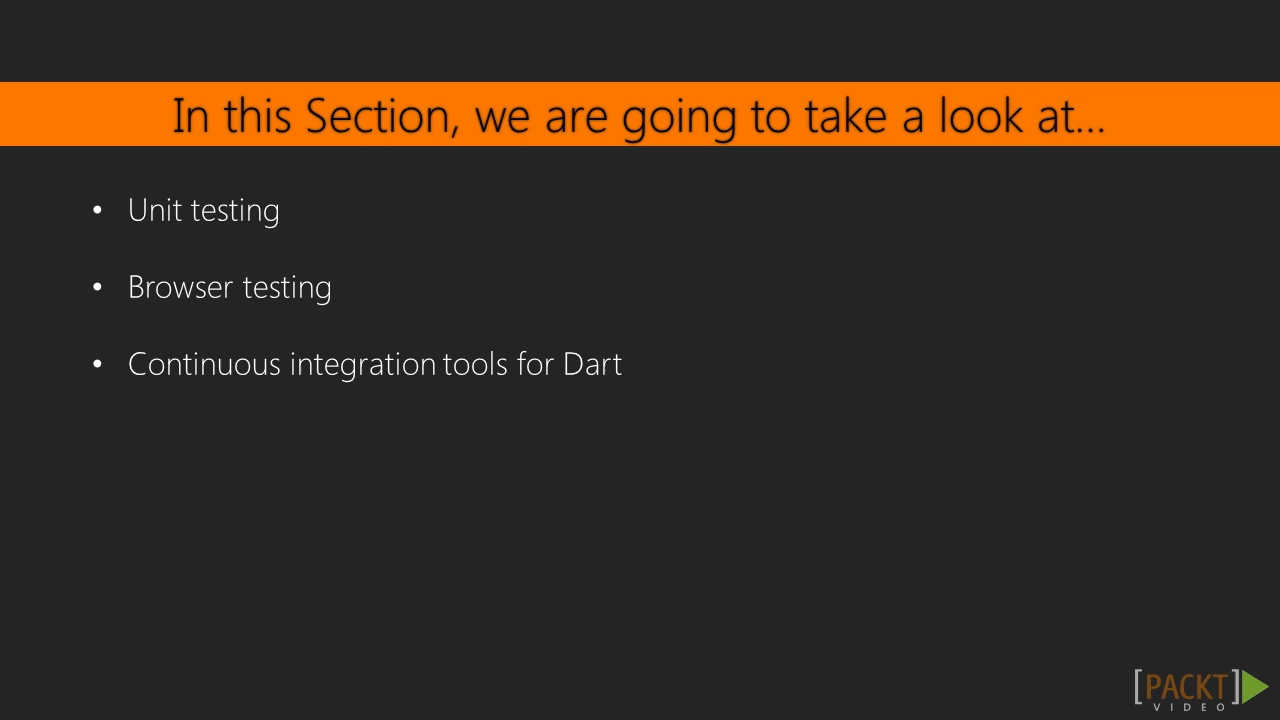 In this Section, we are going to take a look at...
• Unit testing
• Browser testing
• Continuous integration tools for Dart
[PACKT]
VIDEO